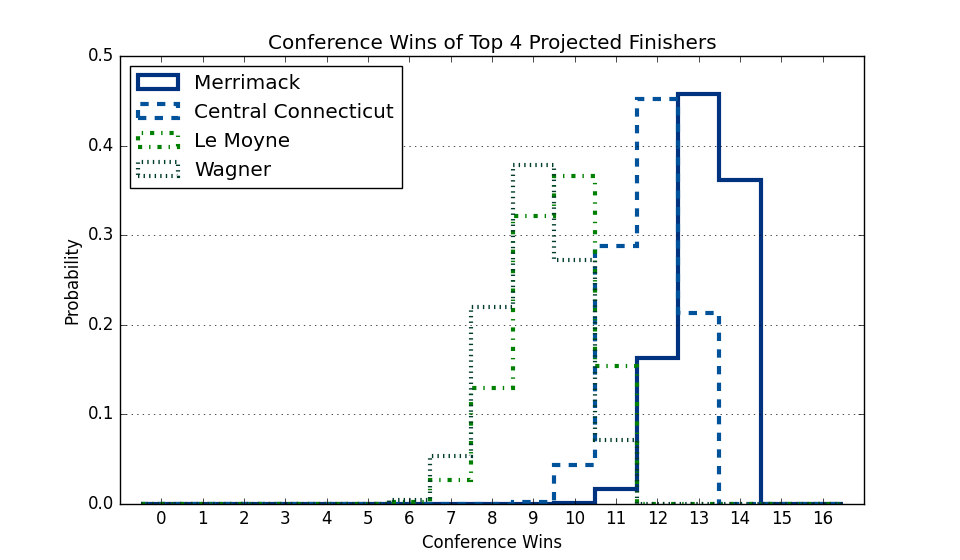 Conference Wins of Top 4 Projected Finishers
0.5
0.4
0.3
0.2
0.1
0.0
Probability
Merrimack
Central Connecticut
Le Moyne
Wagner
0 1 2 3 4 5 6 7 8 9 10 11 12 13 14 15 16
Conference Wins